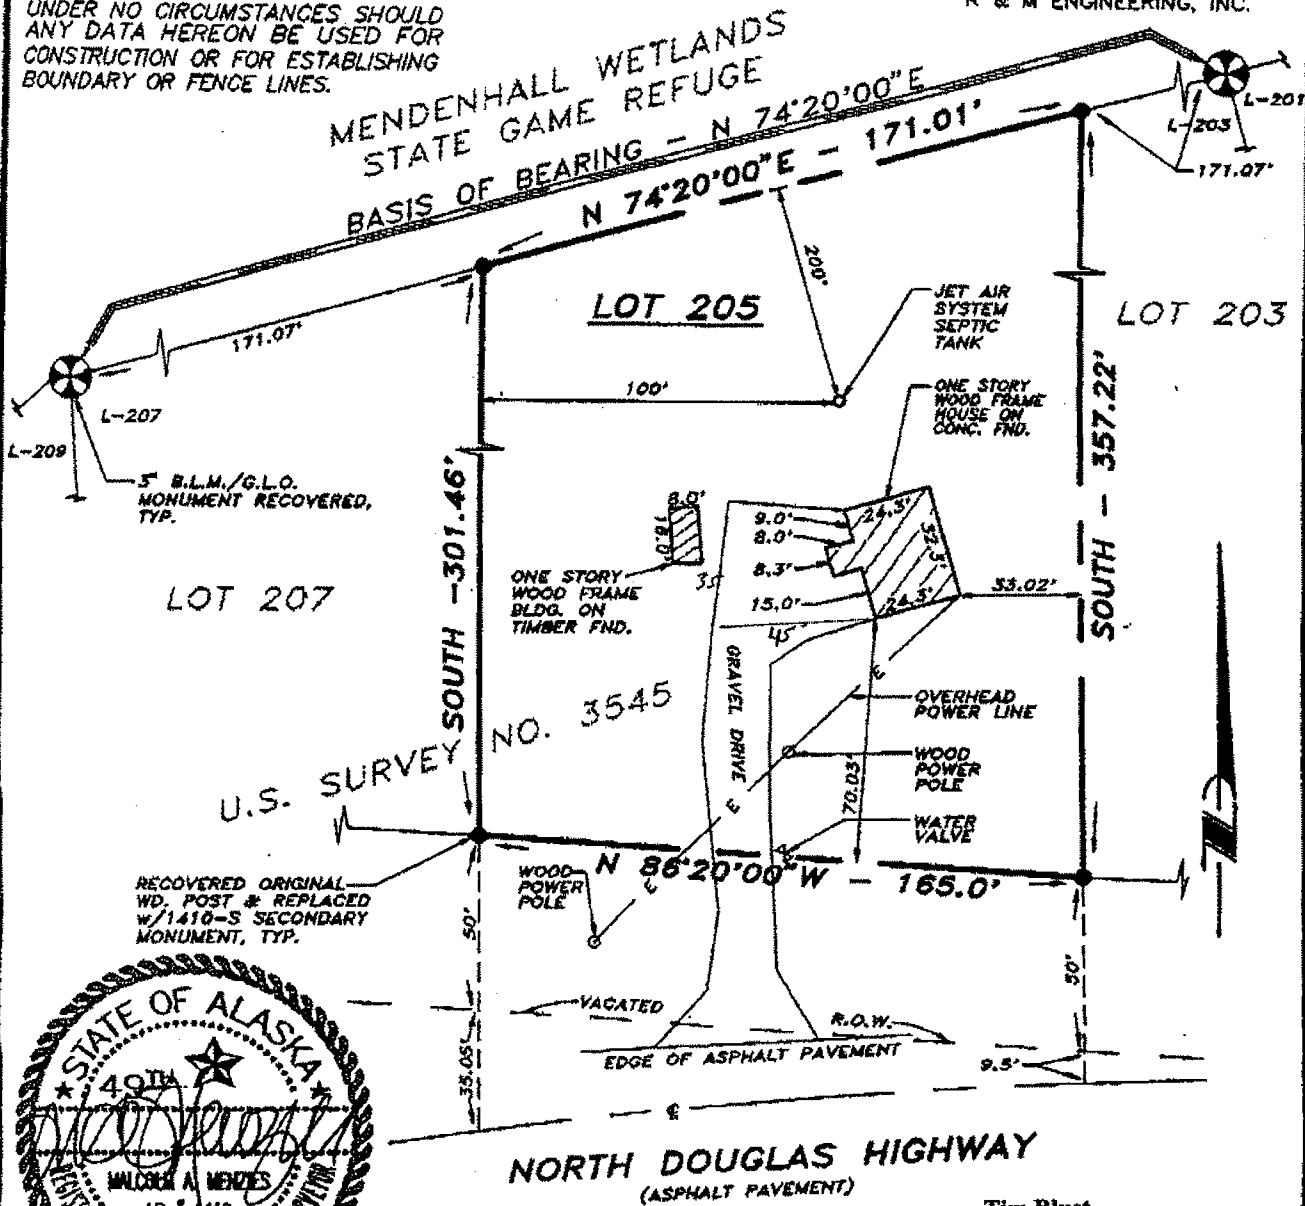 UNDER NO CIRCUMSTANCES SHOULD
ANY DATA HEREON BE USED FOR
CONSTRUCTION OR FOR ESTABLISHING
BOUNDARY OR FENCE LINES.
R & M ENGINEERING, INC.
MENDENHALL WETLANDS
STATE GAME REFUGE
BASIS OF BEARING - N 74°20'00"E
N 74°20'00"E - 171.01'
L-201
L-203
171.07'
171.07'
200'
LOT 205
JET AIR
SYSTEM
SEPTIC
TANK
LOT 203
100'
ONE STORY
WOOD FRAME
HOUSE ON
CONC. FND.
L-207
L-209
3" B.L.M./G.L.O.
MONUMENT RECOVERED,
TYP.
SOUTH -301.46'
SOUTH - 357.22'
8.0'
16.0'
9.0'
8.0'
8.3'
15.0'
24.3'
32.3'
24.3'
33.02'
35
45'
ONE STORY
WOOD FRAME
BLDG. ON
TIMBER FND.
LOT 207
GRAVEL DRIVE
E
OVERHEAD
POWER LINE
U.S. SURVEY NO. 3545
WOOD
POWER
POLE
E
70.03'
WATER
VALVE
N 86°20'00"W - 165.0'
E
WOOD
POWER
POLE
RECOVERED ORIGINAL
WD. POST & REPLACED
w/1410-S SECONDARY
MONUMENT, TYP.
50'
50'
VACATED
R.O.W.
EDGE OF ASPHALT PAVEMENT
9.5'
35.05'
NORTH DOUGLAS HIGHWAY
(ASPHALT PAVEMENT)
STATE OF ALASKA
49TH
MALCOLM A. MENZIES